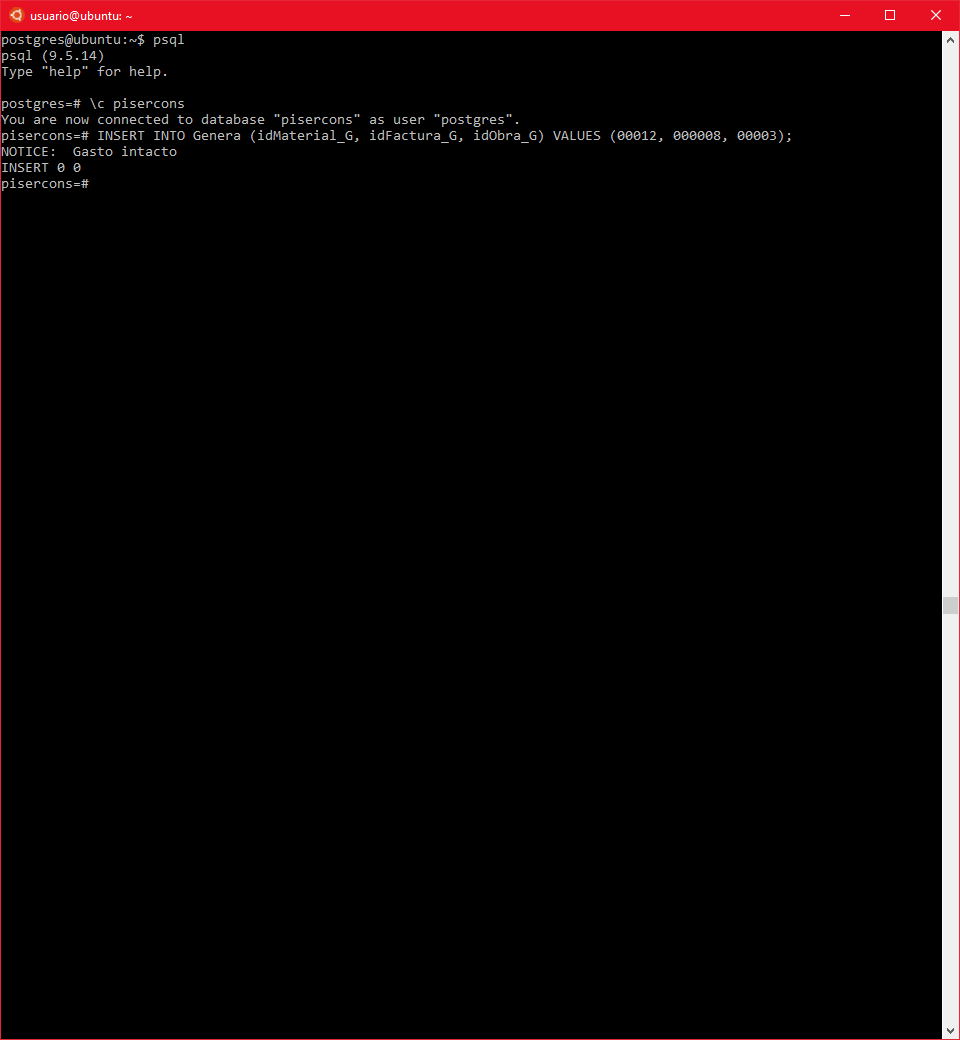 usuario@ubuntu: ~
postgres@ubuntu:~$ psql
psql (9.5.14)
Type "help" for help.
postgres=# \c pisercons
You are now connected to database "pisercons" as user "postgres".
pisercons=# INSERT INTO Genera (idMaterial_G, idFactura_G, idObra_G) VALUES (00012, 000008, 00003);
NOTICE:  Gasto intacto
INSERT 0 0
pisercons=#